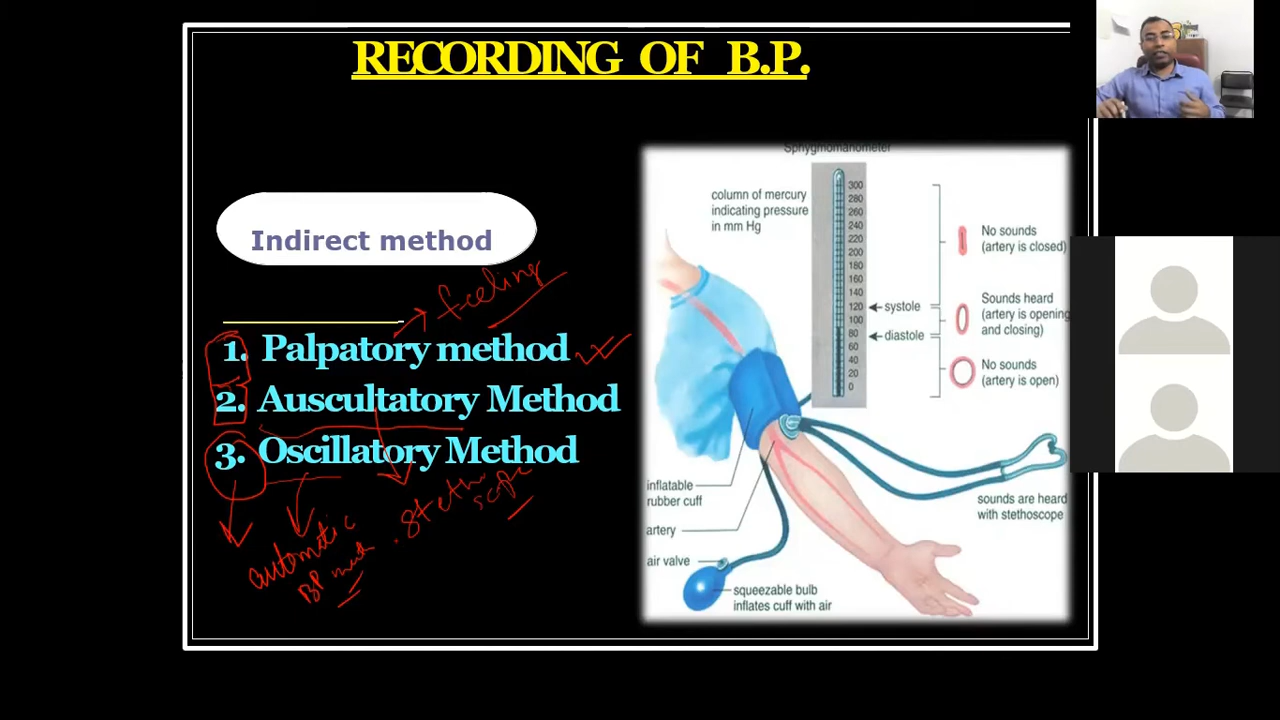 RECORDING OF B.P.
Indirect method
feeling
1. Palpatory method
2. Auscultatory Method
3. Oscillatory Method
stethoscope
automatic
BP
Sphygmomanometer
column of mercury
indicating pressure
in mm Hg
300
280
260
240
220
200
180
160
140
120
100
80
60
40
20
0
systole
diastole
No sounds
(artery is closed)
Sounds heard
(artery is opening
and closing)
No sounds
(artery is open)
inflatable
rubber cuff
artery
air valve
squeezable bulb
inflates cuff with air
sounds are heard
with stethoscope